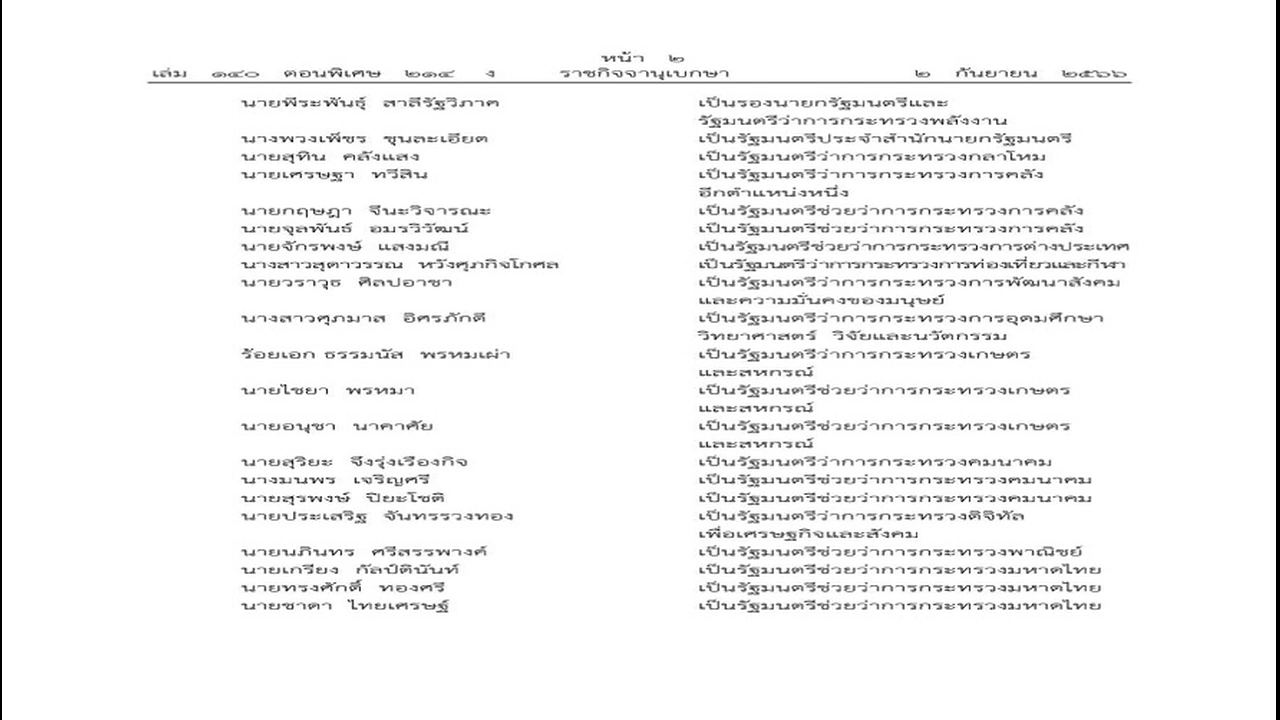 หน้า ๒
เล่ม ๑๔๐ ตอนพิเศษ ๒๑๔ ง ราชกิจจานุเบกษา ๒ กันยายน ๒๕๖๖
นายพีระพันธุ์ สาลีรัฐวิภาค เป็นรองนายกรัฐมนตรีและ
รัฐมนตรีว่าการกระทรวงพลังงาน
นางพวงเพ็ชร ชุนละเอียด เป็นรัฐมนตรีประจำสำนักนายกรัฐมนตรี
นายสุทิน คลังแสง เป็นรัฐมนตรีว่าการกระทรวงกลาโหม
นายเศรษฐา ทวีสิน เป็นรัฐมนตรีว่าการกระทรวงการคลัง
อีกตำแหน่งหนึ่ง
นายกฤษฎา จีนะวิจารณะ เป็นรัฐมนตรีช่วยว่าการกระทรวงการคลัง
นายจุลพันธ์ อมรวิวัฒน์ เป็นรัฐมนตรีช่วยว่าการกระทรวงการคลัง
นายจักรพงษ์ แสงมณี เป็นรัฐมนตรีช่วยว่าการกระทรวงการต่างประเทศ
นางสาวสุดาวรรณ หวังศุภกิจโกศล เป็นรัฐมนตรีว่าการกระทรวงการท่องเที่ยวและกีฬา
นายวราวุธ ศิลปอาชา เป็นรัฐมนตรีว่าการกระทรวงการพัฒนาสังคม
และความมั่นคงของมนุษย์
นางสาวศุภมาส อิศรภักดี เป็นรัฐมนตรีว่าการกระทรวงการอุดมศึกษา
วิทยาศาสตร์ วิจัยและนวัตกรรม
ร้อยเอก ธรรมนัส พรหมเผ่า เป็นรัฐมนตรีว่าการกระทรวงเกษตร
และสหกรณ์
นายไชยา พรหมา เป็นรัฐมนตรีช่วยว่าการกระทรวงเกษตร
และสหกรณ์
นายอนุชา นาคาศัย เป็นรัฐมนตรีช่วยว่าการกระทรวงเกษตร
และสหกรณ์
นายสุริยะ จึงรุ่งเรืองกิจ เป็นรัฐมนตรีว่าการกระทรวงคมนาคม
นางมนพร เจริญศรี เป็นรัฐมนตรีช่วยว่าการกระทรวงคมนาคม
นายสุรพงษ์ ปิยะโชติ เป็นรัฐมนตรีช่วยว่าการกระทรวงคมนาคม
นายประเสริฐ จันทรรวงทอง เป็นรัฐมนตรีว่าการกระทรวงดิจิทัล
เพื่อเศรษฐกิจและสังคม
นายนภินทร ศรีสรรพางค์ เป็นรัฐมนตรีช่วยว่าการกระทรวงพาณิชย์
นายเกรียง กัลป์ตินันท์ เป็นรัฐมนตรีช่วยว่าการกระทรวงมหาดไทย
นายทรงศักดิ์ ทองศรี เป็นรัฐมนตรีช่วยว่าการกระทรวงมหาดไทย
นายชาดา ไทยเศรษฐ์ เป็นรัฐมนตรีช่วยว่าการกระทรวงมหาดไทย